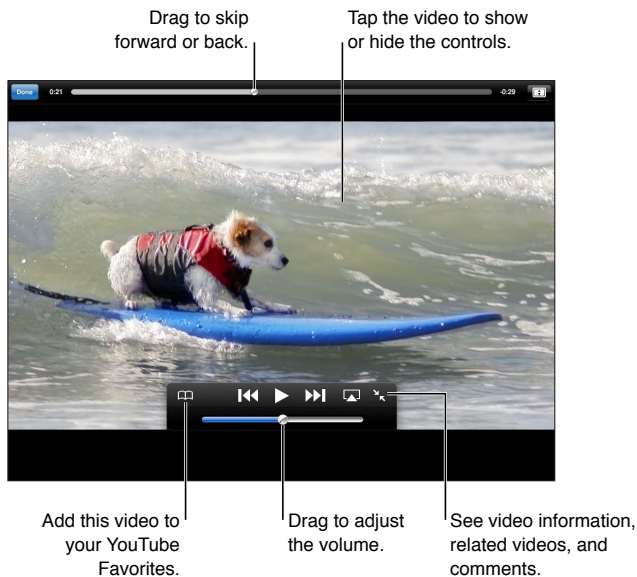 Drag to skip
forward or back.
Tap the video to show
or hide the controls.
Done
0:21
-0:29
Add this video to
your YouTube
Favorites.
Drag to adjust
the volume.
See video information,
related videos, and
comments.